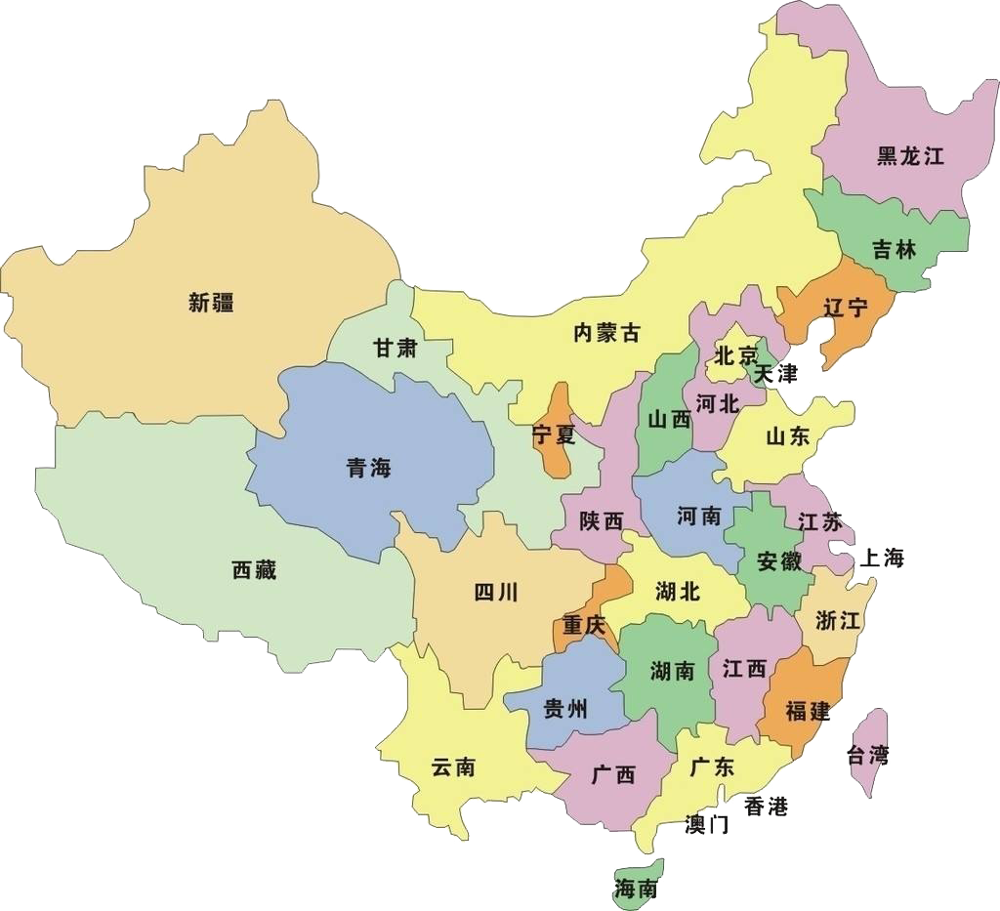 黑龙江
吉林
辽宁
新疆
内蒙古
甘肃
北京
天津
河北
山西
宁夏
山东
青海
陕西
河南
江苏
上海
安徽
西藏
四川
湖北
重庆
浙江
湖南
江西
贵州
福建
台湾
云南
广西
广东
香港
澳门
海南